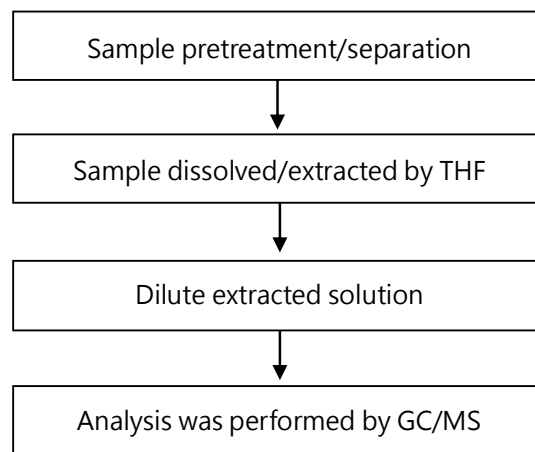 Sample pretreatment/separation
Sample dissolved/extracted by THF
Dilute extracted solution
Analysis was performed by GC/MS